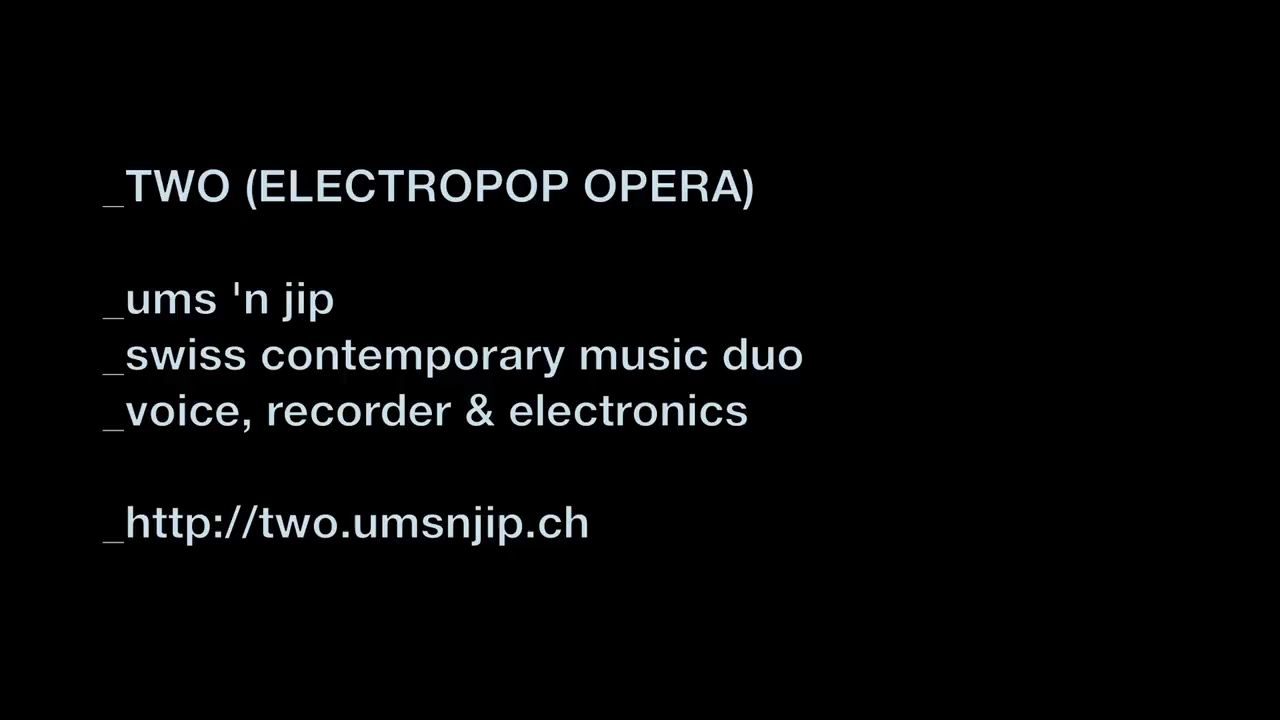 _TWO (ELECTROPOP OPERA)
_ums 'n jip
_swiss contemporary music duo
_voice, recorder & electronics
_http://two.umsnjip.ch